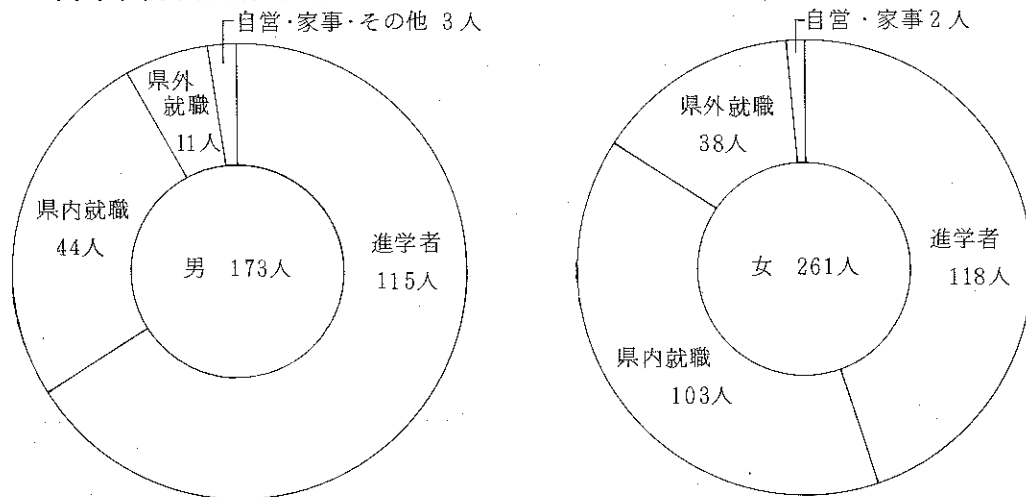 自営・家事・その他 3人
県外
就職
11人
県内就職
44人
男 173人
進学者
115人
自営・家事2人
県外就職
38人
女 261人
進学者
118人
県内就職
103人